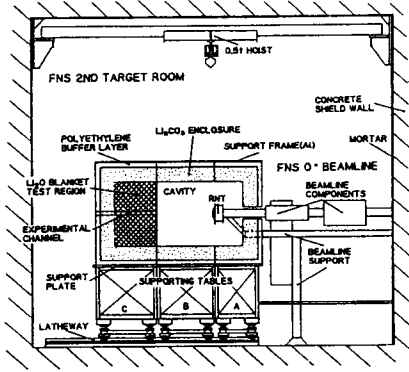 0.5t HOIST
FNS 2ND TARGET ROOM
CONCRETE
SHIELD WALL
Li₂CO₃ ENCLOSURE
MORTAR
POLYETHYLENE
BUFFER LAYER
SUPPORT FRAME(Al)
FNS 0° BEAMLINE
Li₂O BLANKET
TEST REGION
CAVITY
RNT
BEAMLINE
COMPONENTS
EXPERIMENTAL
CHANNEL
SUPPORT
PLATE
SUPPORTING TABLES
BEAMLINE
SUPPORT
C
B
A
LATHEWAY